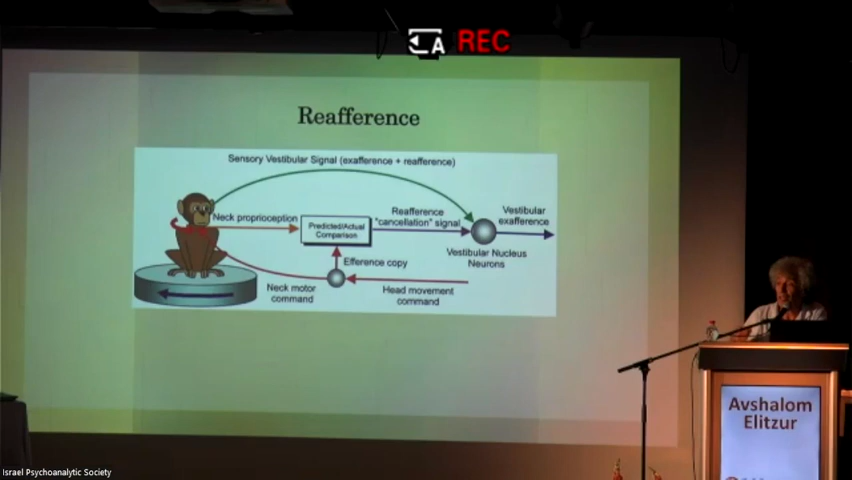 A REC
Reafference
Sensory Vestibular Signal (exafference + reafference)
Neck proprioception
Predicted/Actual
Comparison
Reafference
"cancellation" signal
Vestibular
exafference
Vestibular Nucleus
Neurons
Efference copy
Neck motor
command
Head movement
command
Avshalom
Elitzur
Israel Psychoanalytic Society